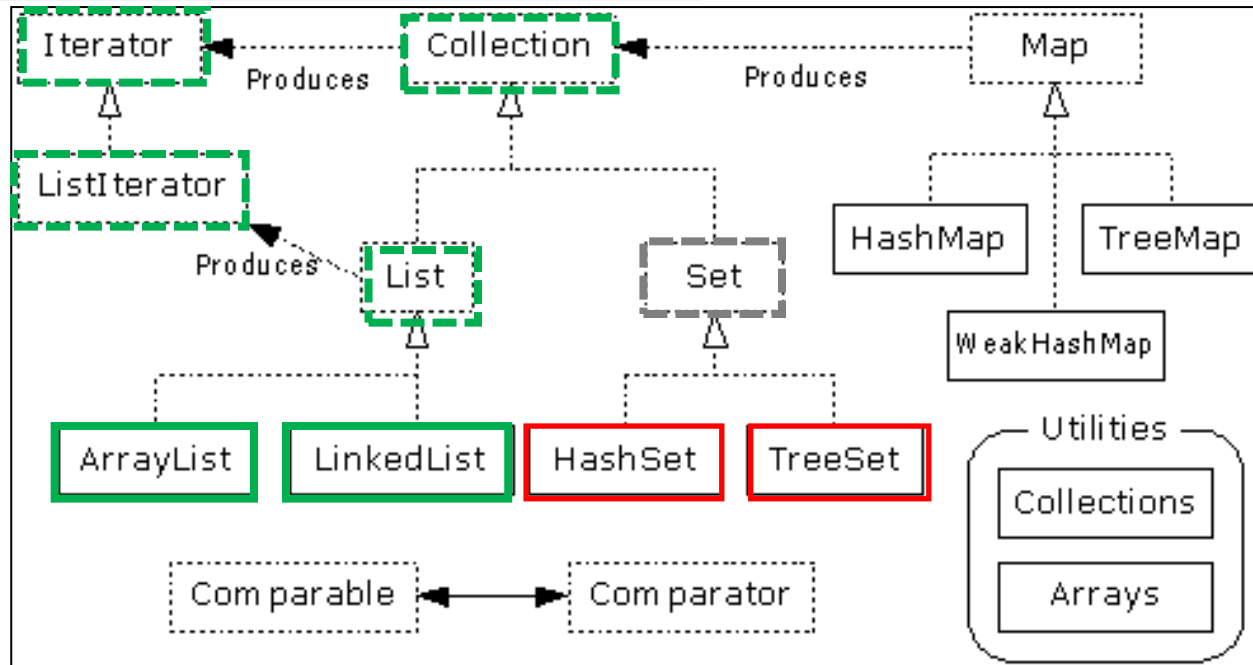 Iterator
Collection
Map
Produces
Produces
ListIterator
HashMap
TreeMap
Produces
List
Set
WeakHashMap
Utilities
ArrayList
LinkedList
HashSet
TreeSet
Collections
Comparable
Comparator
Arrays